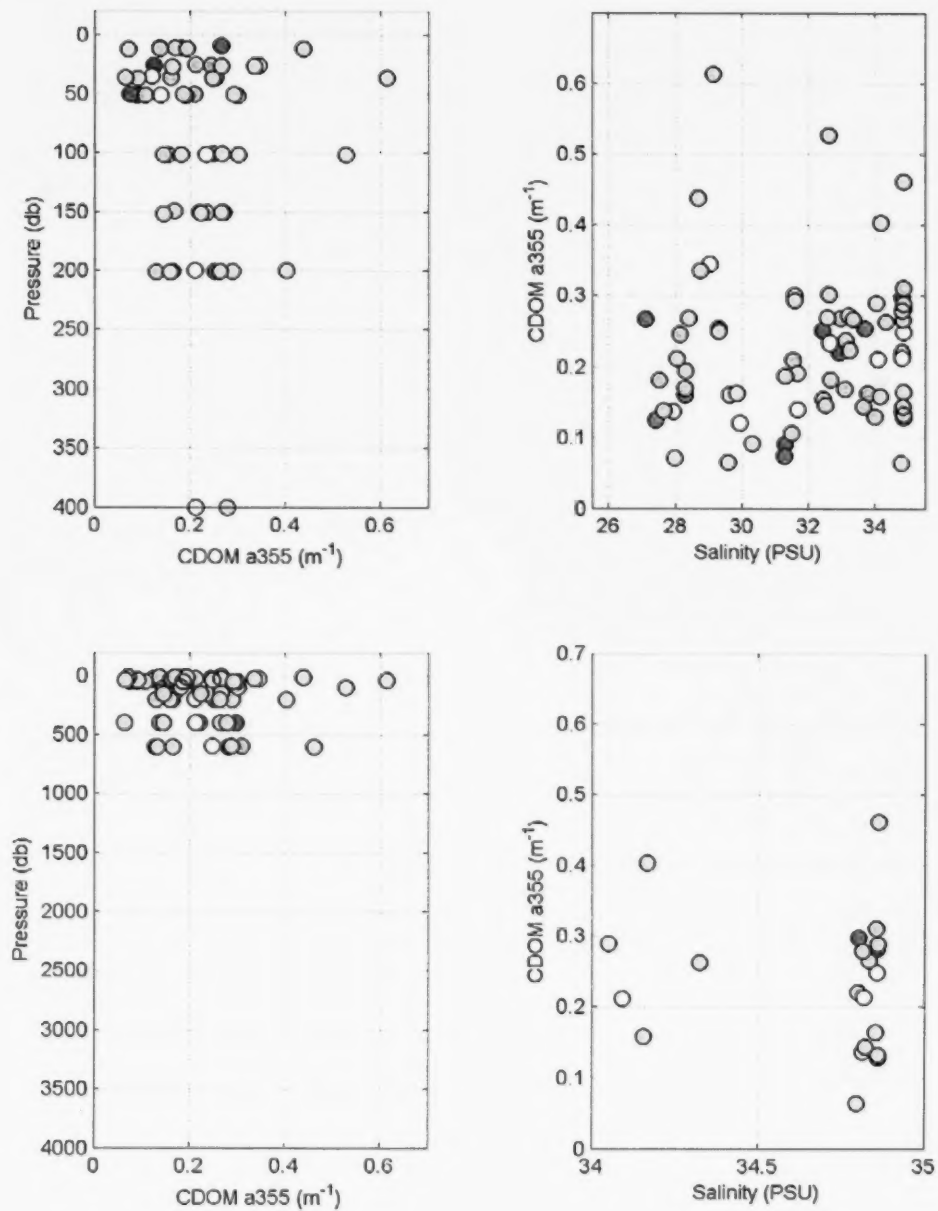 0
50
100
150
200
250
300
350
400
Pressure (db)
0 0.2 0.4 0.6
CDOM a355 (m⁻¹)
0.6
0.5
0.4
0.3
0.2
0.1
0
CDOM a355 (m⁻¹)
26 28 30 32 34
Salinity (PSU)
0
500
1000
1500
2000
2500
3000
3500
4000
Pressure (db)
0 0.2 0.4 0.6
CDOM a355 (m⁻¹)
0.7
0.6
0.5
0.4
0.3
0.2
0.1
0
CDOM a355 (m⁻¹)
34 34.5 35
Salinity (PSU)